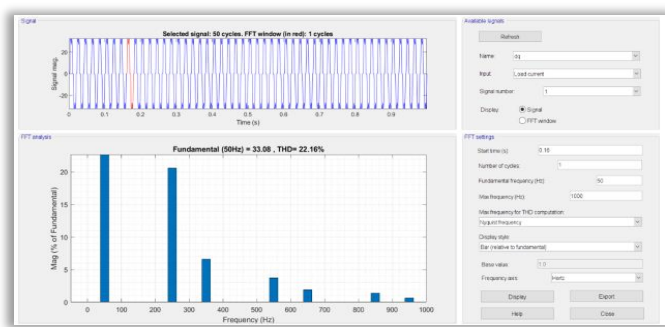 Signal
Selected signal: 50 cycles. FFT window (in red): 1 cycles
Signal mag.
20
0
-20
0 0.1 0.2 0.3 0.4 0.5 0.6 0.7 0.8 0.9
Time (s)
FFT analysis
Fundamental (50Hz) = 33.08 , THD= 22.16%
Mag (% of Fundamental)
20
15
10
5
0
0 100 200 300 400 500 600 700 800 900 1000
Frequency (Hz)
Available signals
Refresh
Name:
dq
Input:
Load current
Signal number:
1
Display:
Signal
FFT window
FFT settings
Start time (s):
Number of cycles:
1
Fundamental frequency (Hz):
50
Max frequency (Hz):
1000
Max frequency for THD computation:
Nyquist frequency
Display style:
Bar (relative to fundamental)
Base value:
1.0
Frequency axis:
Hertz
Display
Export
Help
Close